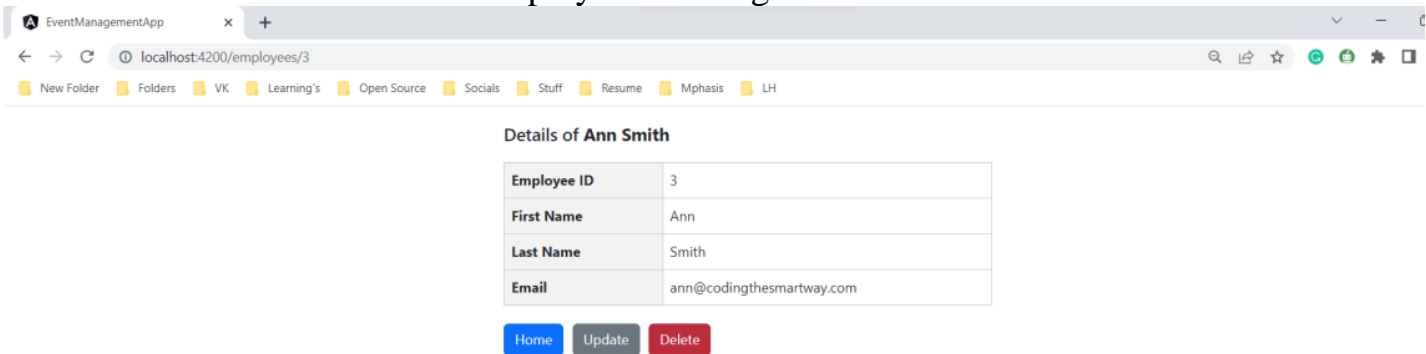 EventManagementApp
localhost:4200/employees/3
New Folder Folders VK Learning's Open Source Socials Stuff Resume Mphasis LH
Details of Ann Smith
Employee ID 3
First Name Ann
Last Name Smith
Email ann@codingthesmartway.com
Home Update Delete